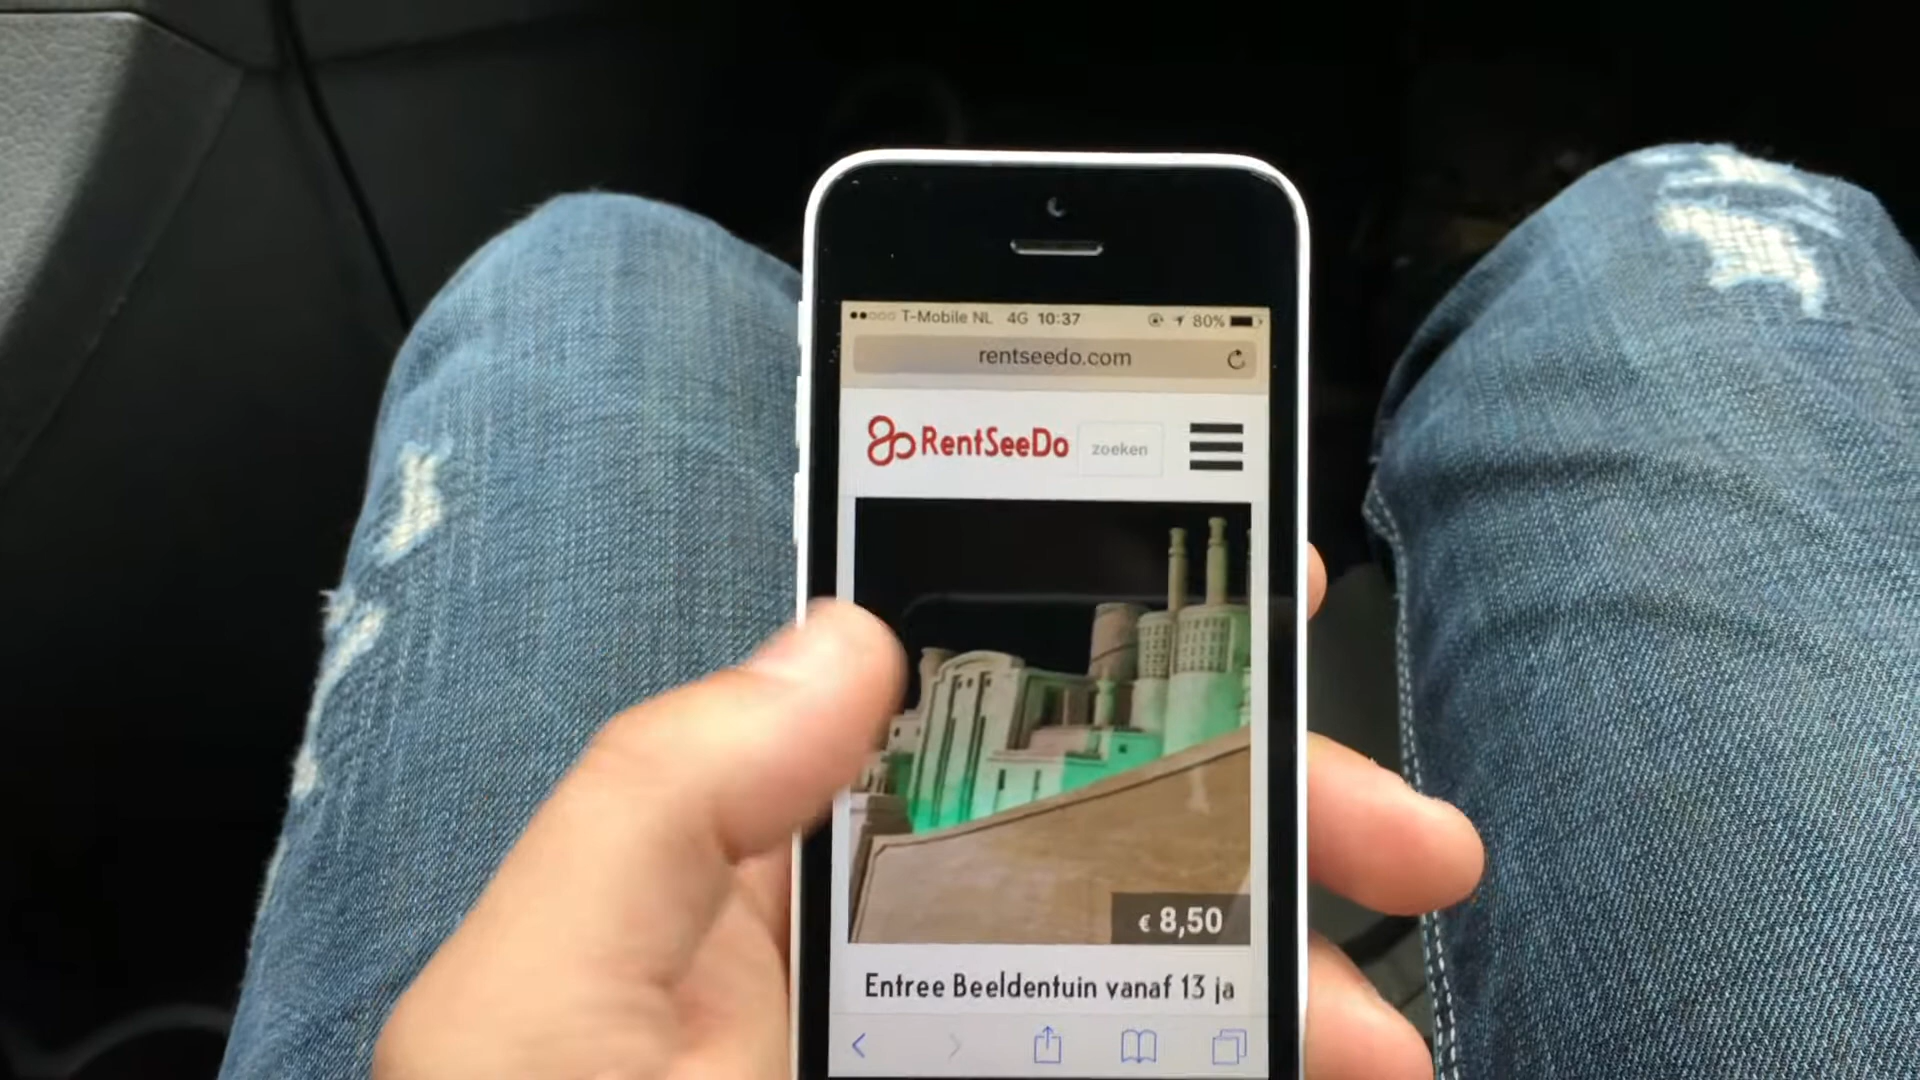 T-Mobile NL 4G 10:37 80%
rentseedo.com
RentSeeDo zoeken
€ 8,50
Entree Beeldentuin vanaf 13 ja